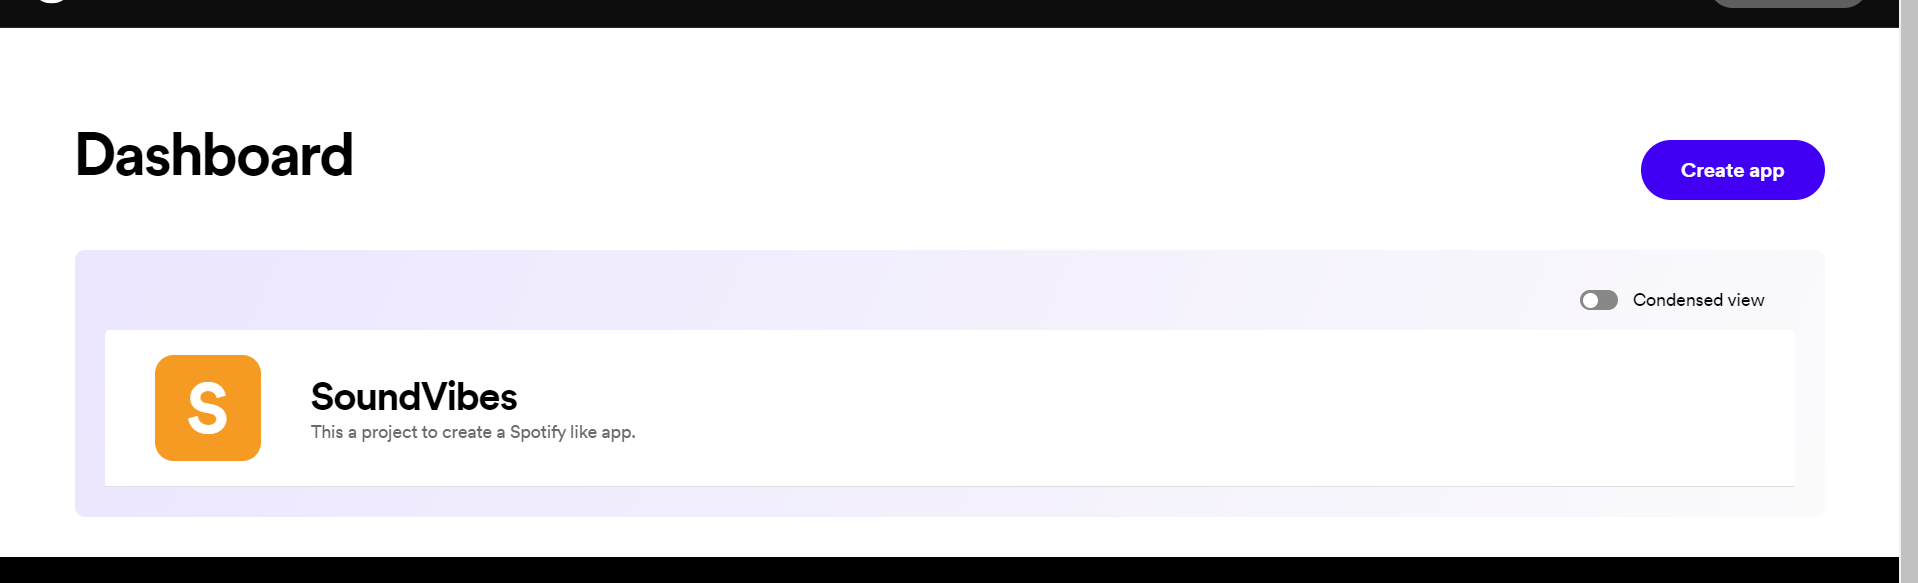 Dashboard
Create app
Condensed view
S
SoundVibes
This a project to create a Spotify like app.